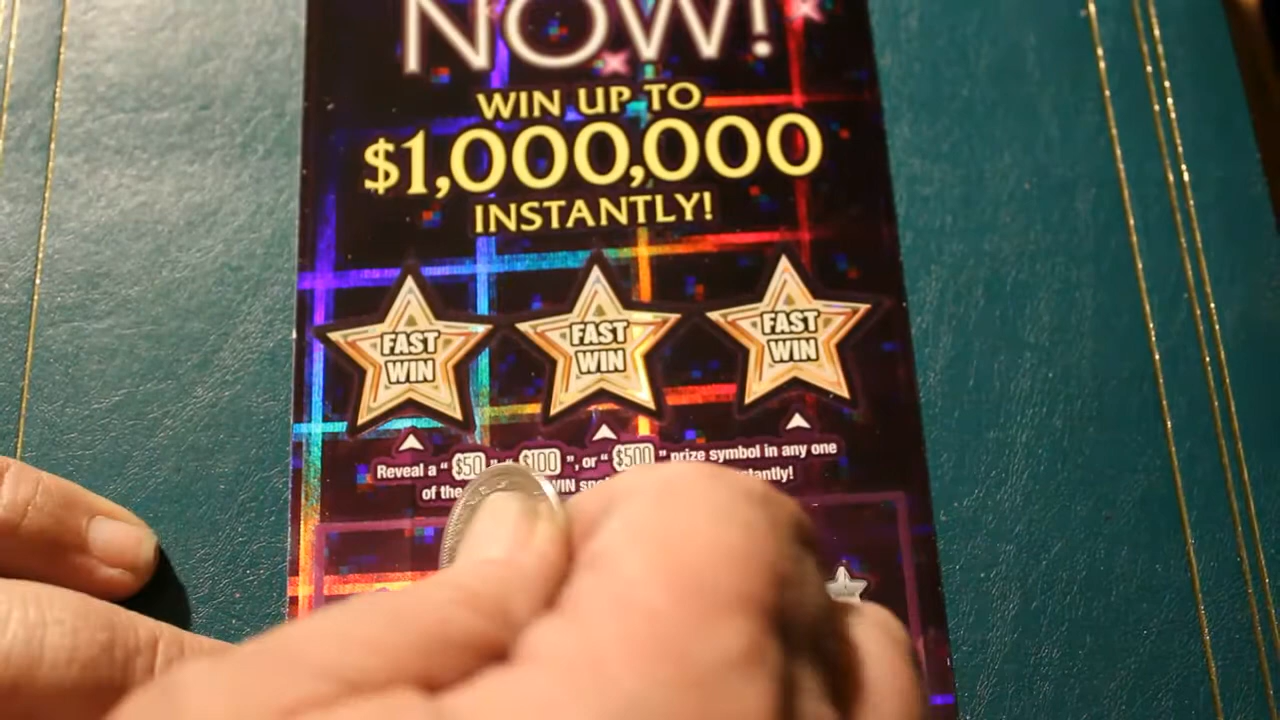 NOW!
WIN UP TO
$1,000,000
INSTANTLY!
FAST
WIN
FAST
WIN
FAST
WIN
Reveal a "$50", "$100", or "$500" prize symbol in any one
of the WIN